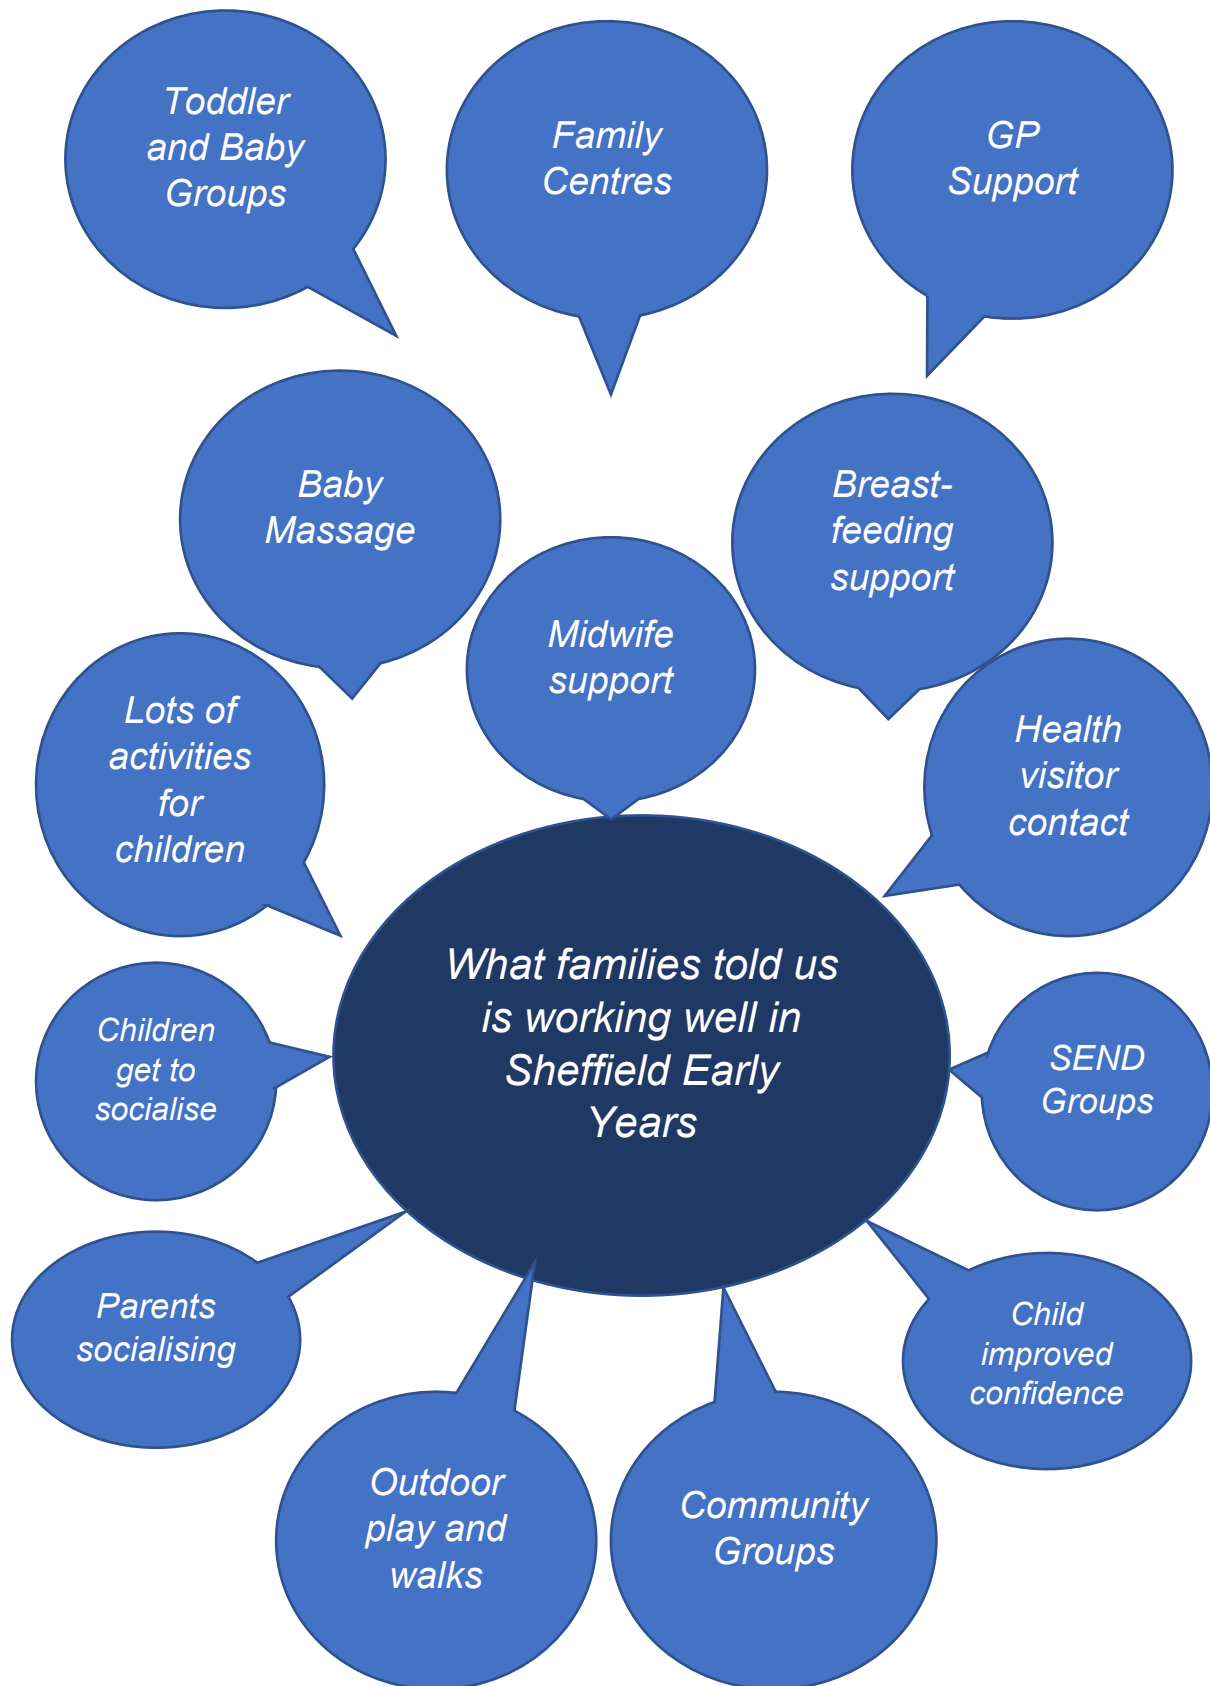 Toddler
and Baby
Groups
Family
Centres
GP
Support
Baby
Massage
Breast-
feeding
support
Midwife
support
Lots of
activities
for
children
Health
visitor
contact
What families told us
is working well in
Sheffield Early
Years
Children
get to
socialise
SEND
Groups
Parents
socialising
Child
improved
confidence
Outdoor
play and
walks
Community
Groups